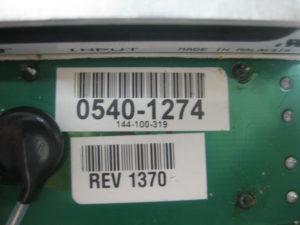 INPUT
MADE IN MALAYSIA
0540-1274
144-100-319
REV 1370